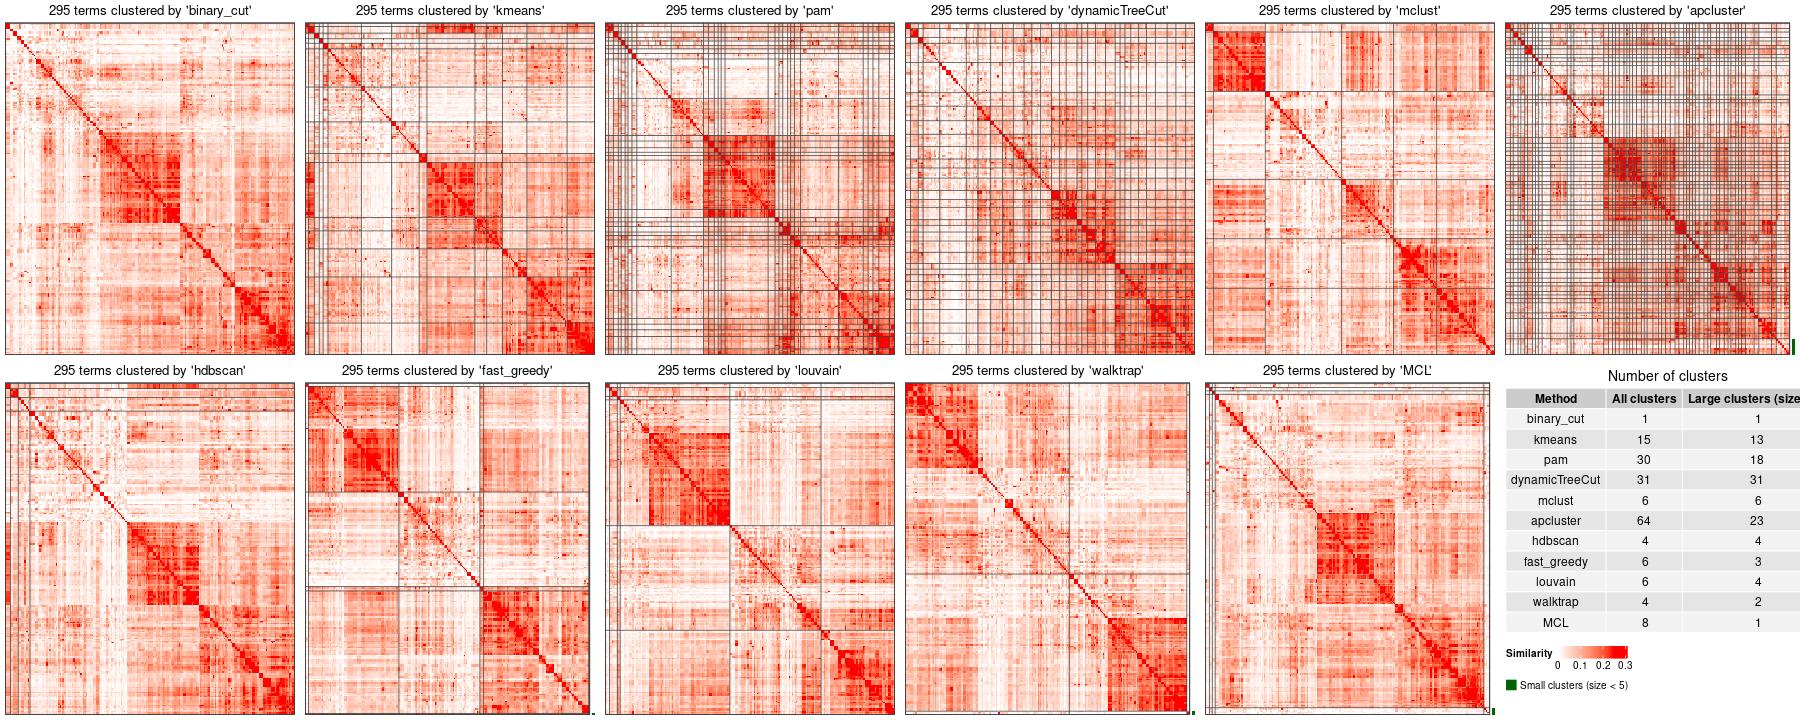 295 terms clustered by 'binary_cut'
295 terms clustered by 'kmeans'
295 terms clustered by 'pam'
295 terms clustered by 'dynamicTreeCut'
295 terms clustered by 'mclust'
295 terms clustered by 'apcluster'
295 terms clustered by 'hdbscan'
295 terms clustered by 'fast_greedy'
295 terms clustered by 'louvain'
295 terms clustered by 'walktrap'
295 terms clustered by 'MCL'
Number of clusters
Method All clusters Large clusters (size
binary_cut 1 1
kmeans 15 13
pam 30 18
dynamicTreeCut 31 31
mclust 6 6
apcluster 64 23
hdbscan 4 4
fast_greedy 6 3
louvain 6 4
walktrap 4 2
MCL 8 1
Similarity
0 0.1 0.2 0.3
Small clusters (size < 5)